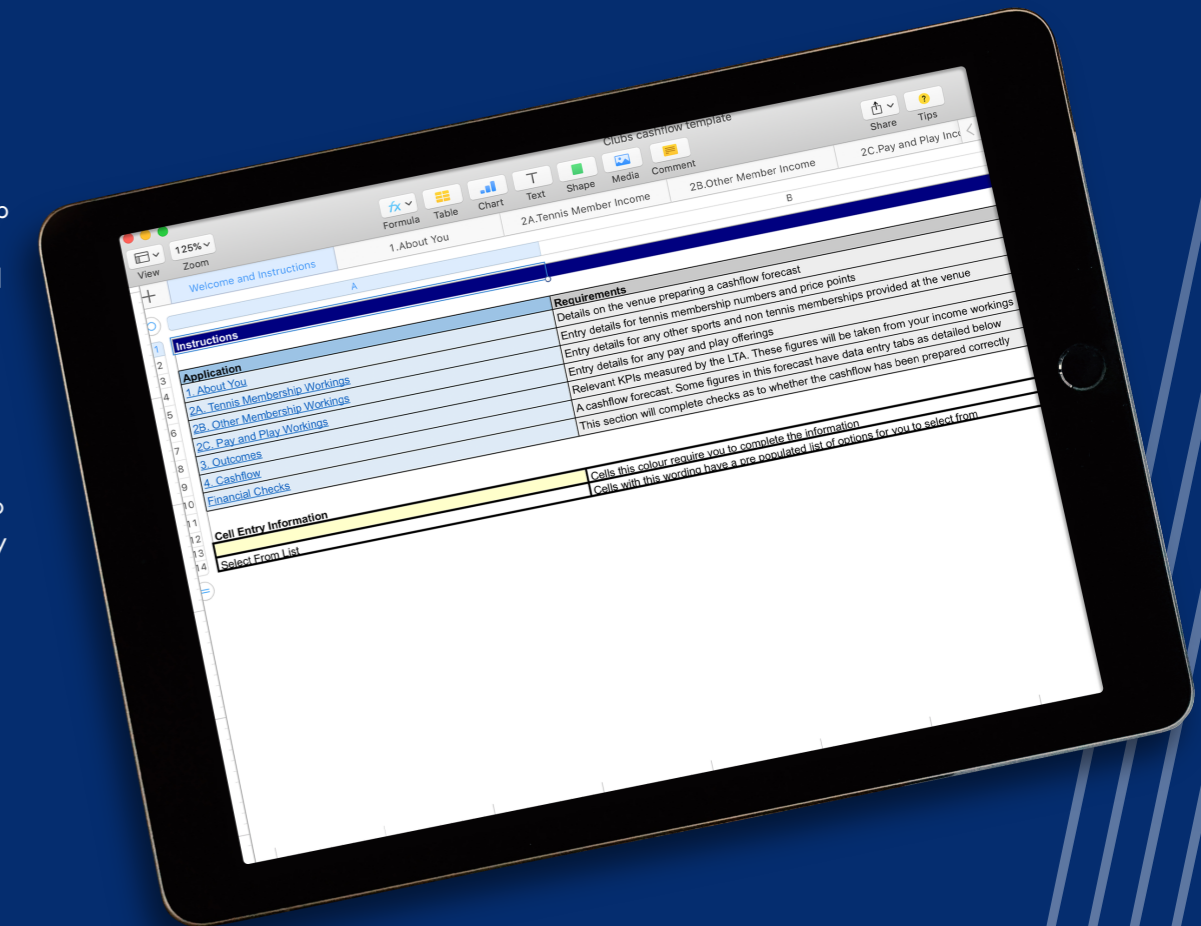 Clubs cashflow template
View
125%
Zoom
Formula
Table
Chart
Text
Shape
Media
Comment
Share
Tips
Welcome and Instructions
1.About You
2A.Tennis Member Income
2B.Other Member Income
2C.Pay and Play Inc
A
B
1
Instructions
2
3
Application
Requirements
4
1. About You
Details on the venue preparing a cashflow forecast
5
2A. Tennis Membership Workings
Entry details for tennis membership numbers and price points
6
2B. Other Membership Workings
Entry details for any other sports and non tennis memberships provided at the venue
7
2C. Pay and Play Workings
Entry details for any pay and play offerings
8
3. Outcomes
Relevant KPIs measured by the LTA. These figures will be taken from your income workings
9
4. Cashflow
A cashflow forecast. Some figures in this forecast have data entry tabs as detailed below
10
Financial Checks
This section will complete checks as to whether the cashflow has been prepared correctly
11
12
Cell Entry Information
13
Cells this colour require you to complete the information
14
Select From List
Cells with this wording have a pre populated list of options for you to select from